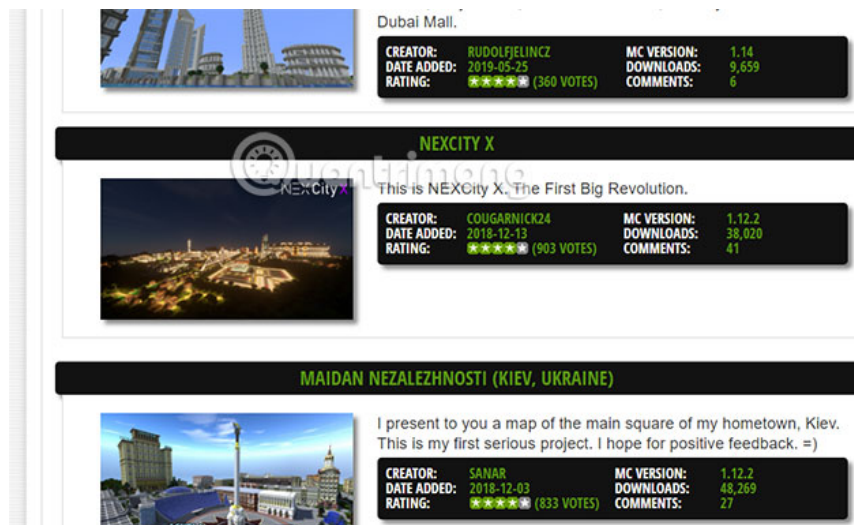 Dubai Mall.
CREATOR: RUDOLFJELINCZ MC VERSION: 1.14
DATE ADDED: 2019-05-25 DOWNLOADS: 9,659
RATING: (360 VOTES) COMMENTS: 6
NEXCITY X
Quantrimang
NEXCity X
This is NEXCity X. The First Big Revolution.
CREATOR: COUGARNICK24 MC VERSION: 1.12.2
DATE ADDED: 2018-12-13 DOWNLOADS: 38,020
RATING: (903 VOTES) COMMENTS: 41
MAIDAN NEZALEZHNOSTI (KIEV, UKRAINE)
I present to you a map of the main square of my hometown, Kiev.
This is my first serious project. I hope for positive feedback. =)
CREATOR: SANAR MC VERSION: 1.12.2
DATE ADDED: 2018-12-03 DOWNLOADS: 48,269
RATING: (833 VOTES) COMMENTS: 27